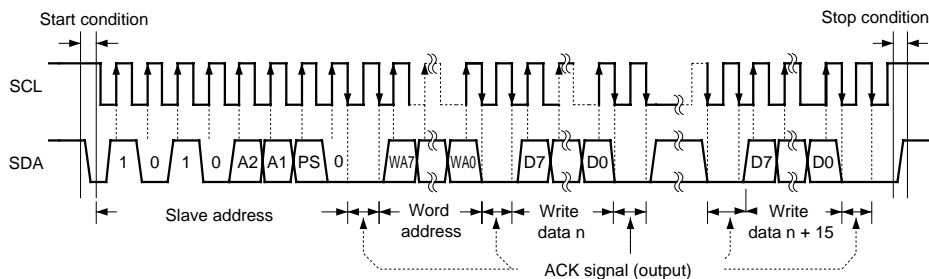 Start condition
Stop condition
SCL
SDA
1 0 1 0 A2 A1 PS 0 WA7 WA0 D7 D0 D7 D0
Slave address
Word
address
Write
data n
Write
data n + 15
ACK signal (output)